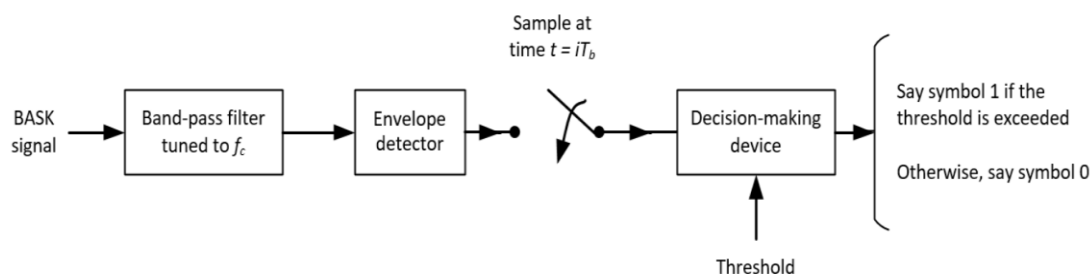 Sample at
time t = iT_b
BASK
signal
Band-pass filter
tuned to f_c
Envelope
detector
Decision-making
device
Say symbol 1 if the
threshold is exceeded
Otherwise, say symbol 0
Threshold